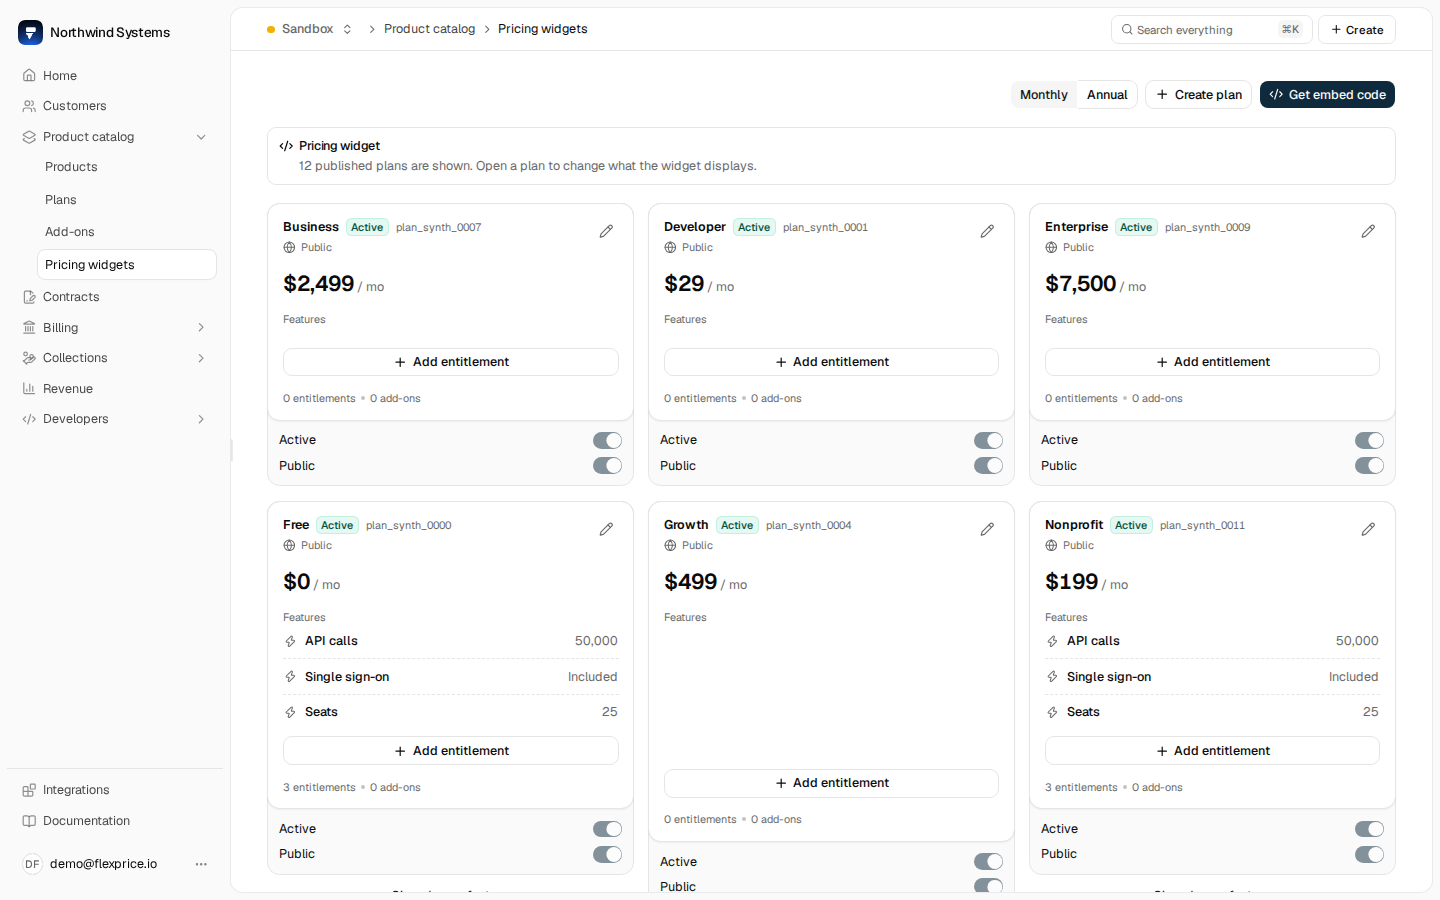 Northwind Systems
Home
Customers
Product catalog
Products
Plans
Add-ons
Pricing widgets
Contracts
Billing
Collections
Revenue
Developers
Integrations
Documentation
DF demo@flexprice.io
Sandbox Product catalog Pricing widgets
Search everything ⌘K
Create
Monthly Annual Create plan Get embed code
Pricing widget
12 published plans are shown. Open a plan to change what the widget displays.
Business Active plan_synth_0007
Public
$2,499 / mo
Features
Add entitlement
0 entitlements • 0 add-ons
Active
Public
Developer Active plan_synth_0001
Public
$29 / mo
Features
Add entitlement
0 entitlements • 0 add-ons
Active
Public
Enterprise Active plan_synth_0009
Public
$7,500 / mo
Features
Add entitlement
0 entitlements • 0 add-ons
Active
Public
Free Active plan_synth_0000
Public
$0 / mo
Features
API calls 50,000
Single sign-on Included
Seats 25
Add entitlement
3 entitlements • 0 add-ons
Active
Public
Growth Active plan_synth_0004
Public
$499 / mo
Features
Add entitlement
0 entitlements • 0 add-ons
Active
Public
Nonprofit Active plan_synth_0011
Public
$199 / mo
Features
API calls 50,000
Single sign-on Included
Seats 25
Add entitlement
3 entitlements • 0 add-ons
Active
Public